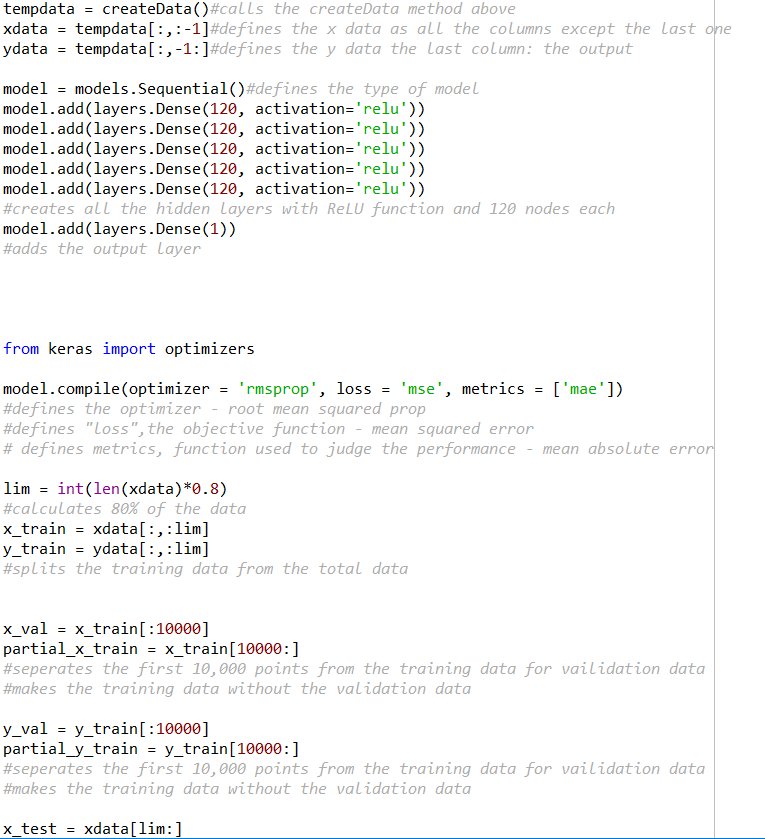 tempdata = createData()#calls the createData method above
xdata = tempdata[:,:-1]#defines the x data as all the columns except the last one
ydata = tempdata[:,-1:]#defines the y data the last column: the output
model = models.Sequential()#defines the type of model
model.add(layers.Dense(120, activation='relu'))
model.add(layers.Dense(120, activation='relu'))
model.add(layers.Dense(120, activation='relu'))
model.add(layers.Dense(120, activation='relu'))
model.add(layers.Dense(120, activation='relu'))
#creates all the hidden layers with ReLU function and 120 nodes each
model.add(layers.Dense(1))
#adds the output layer
from keras import optimizers
model.compile(optimizer = 'rmsprop', loss = 'mse', metrics = ['mae'])
#defines the optimizer - root mean squared prop
#defines "loss",the objective function - mean squared error
# defines metrics, function used to judge the performance - mean absolute error
lim = int(len(xdata)*0.8)
#calculates 80% of the data
x_train = xdata[:,:lim]
y_train = ydata[:,:lim]
#splits the training data from the total data
x_val = x_train[:10000]
partial_x_train = x_train[10000:]
#seperates the first 10,000 points from the training data for vailidation data
#makes the training data without the validation data
y_val = y_train[:10000]
partial_y_train = y_train[10000:]
#seperates the first 10,000 points from the training data for vailidation data
#makes the training data without the validation data
x_test = xdata[lim:]